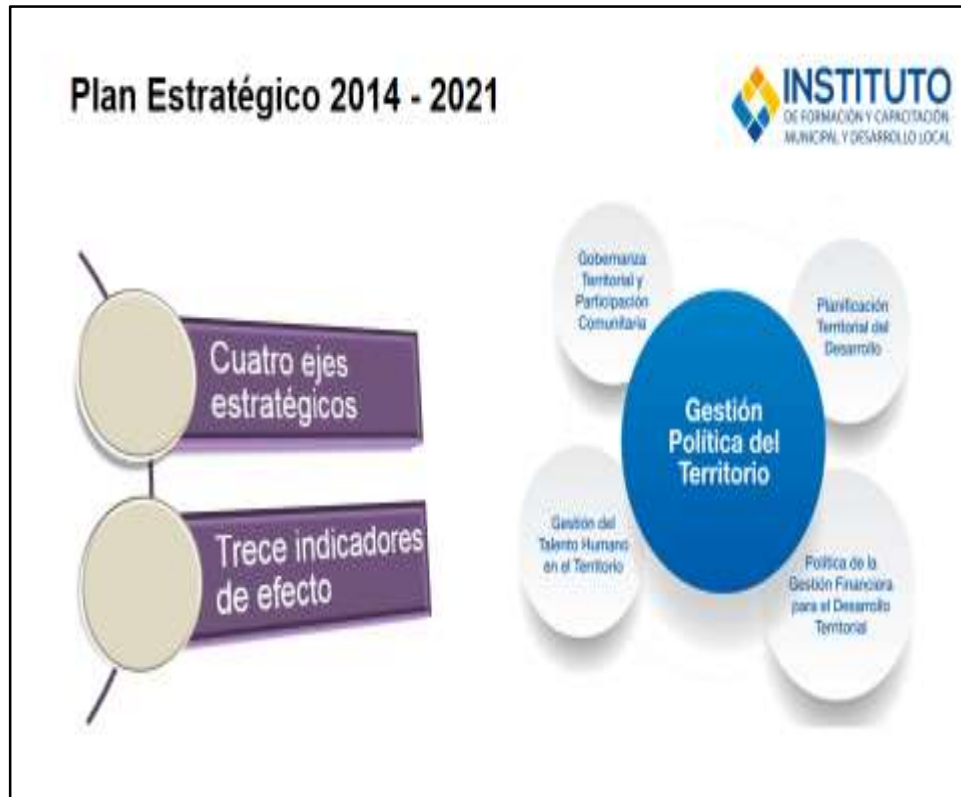 Plan Estratégico 2014 - 2021
INSTITUTO
DE FORMACIÓN Y CAPACITACIÓN
MUNICIPAL Y DESARROLLO LOCAL
Cuatro ejes
estratégicos
Trece indicadores
de efecto
Gobernanza
Territorial y
Participación
Comunitaria
Planificación
Territorial del
Desarrollo
Gestión
Política del
Territorio
Gestión del
Talento Humano
en el Territorio
Política de la
Gestión Financiera
para el Desarrollo
Territorial